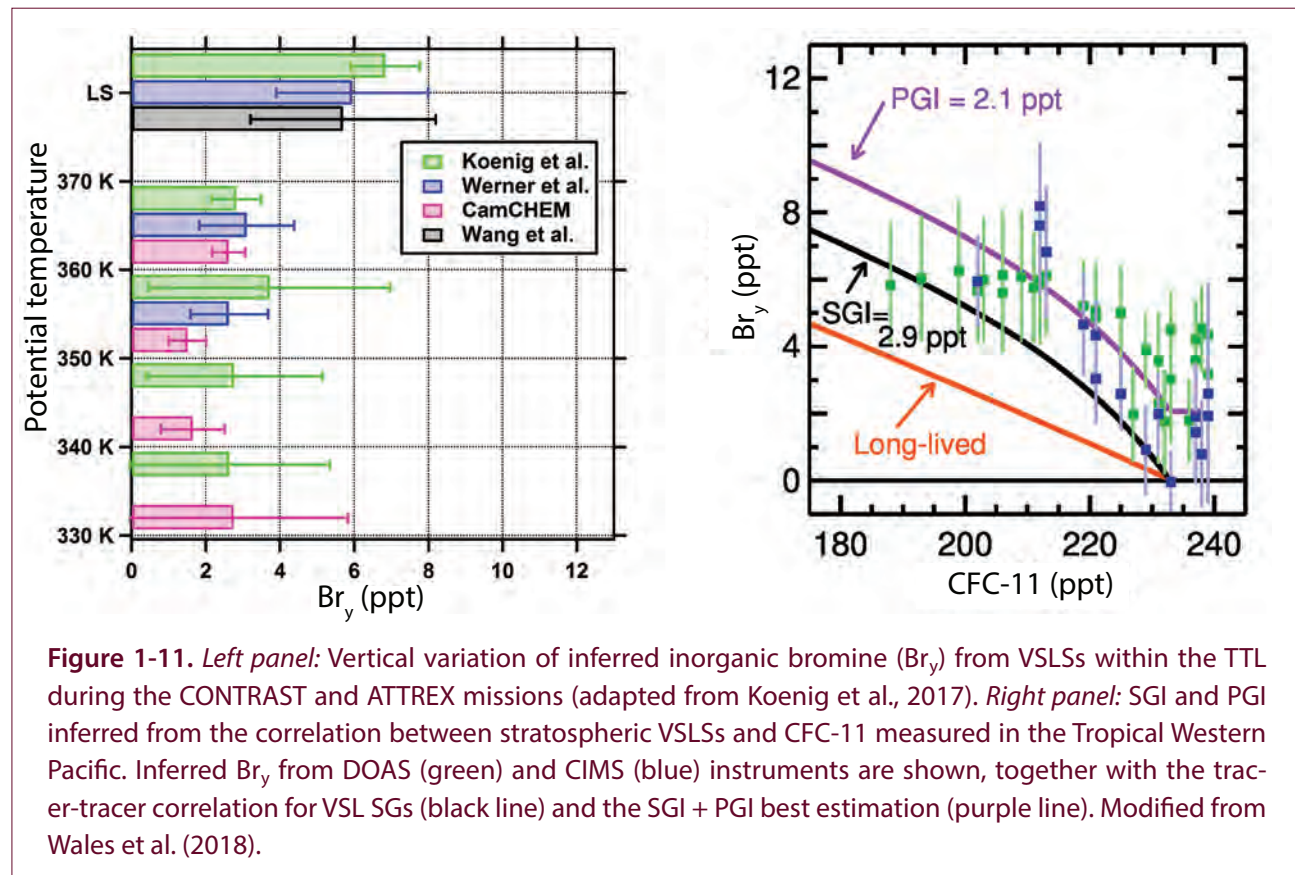 Potential temperature
LS
370 K
360 K
350 K
340 K
330 K
Koenig et al.
Werner et al.
CamCHEM
Wang et al.
0 2 4 6 8 10 12
Br_y (ppt)
Br_y (ppt)
12
8
4
0
PGI = 2.1 ppt
SGI=
2.9 ppt
Long-lived
180 200 220 240
CFC-11 (ppt)
Figure 1-11. Left panel: Vertical variation of inferred inorganic bromine (Br_y) from VSLSs within the TTL
during the CONTRAST and ATTREX missions (adapted from Koenig et al., 2017). Right panel: SGI and PGI
inferred from the correlation between stratospheric VSLSs and CFC-11 measured in the Tropical Western
Pacific. Inferred Br_y from DOAS (green) and CIMS (blue) instruments are shown, together with the trac-
er-tracer correlation for VSL SGs (black line) and the SGI + PGI best estimation (purple line). Modified from
Wales et al. (2018).